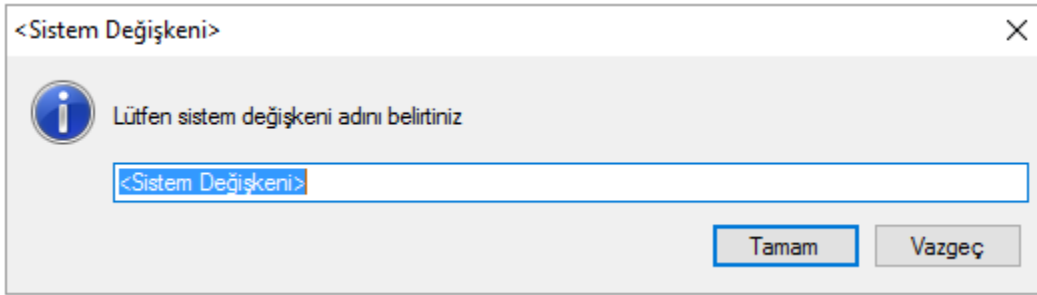 <Sistem Değişkeni>
Lütfen sistem değişkeni adını belirtiniz
<Sistem Değişkeni>
Tamam Vazgeç